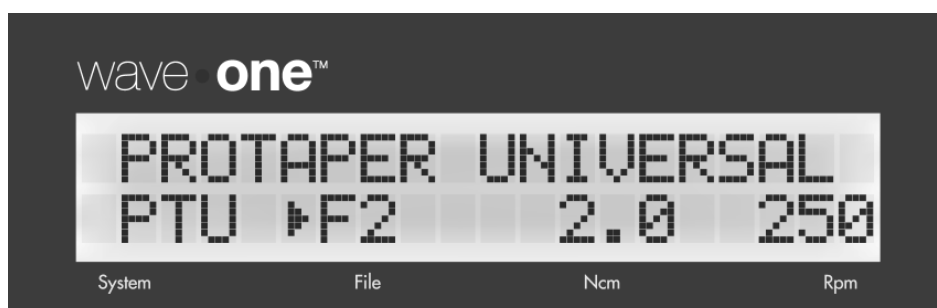 wave•one™
PROTAPER UNIVERSAL
PTU ▶F2 2.0 250
System File Ncm Rpm